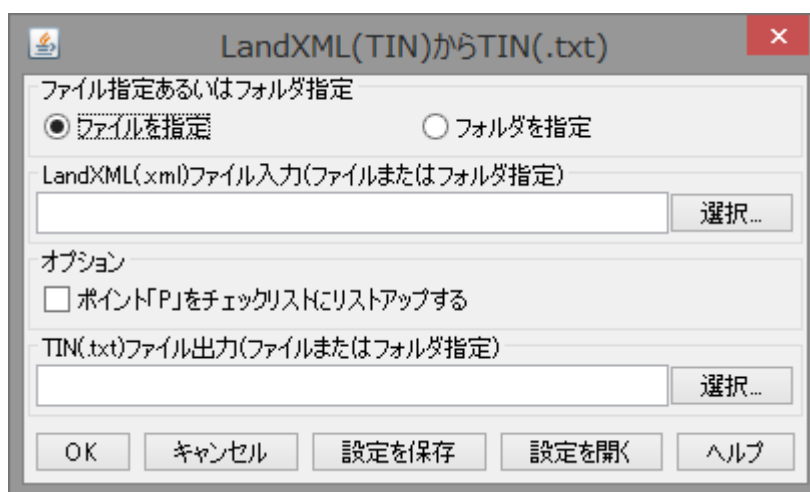 LandXML(TIN)からTIN(.txt)
ファイル指定あるいはフォルダ指定
ファイルを指定 フォルダを指定
LandXML(.xml)ファイル入力(ファイルまたはフォルダ指定)
選択...
オプション
ポイント「P」をチェックリストにリストアップする
TIN(.txt)ファイル出力(ファイルまたはフォルダ指定)
選択...
OK キャンセル 設定を保存 設定を開く ヘルプ